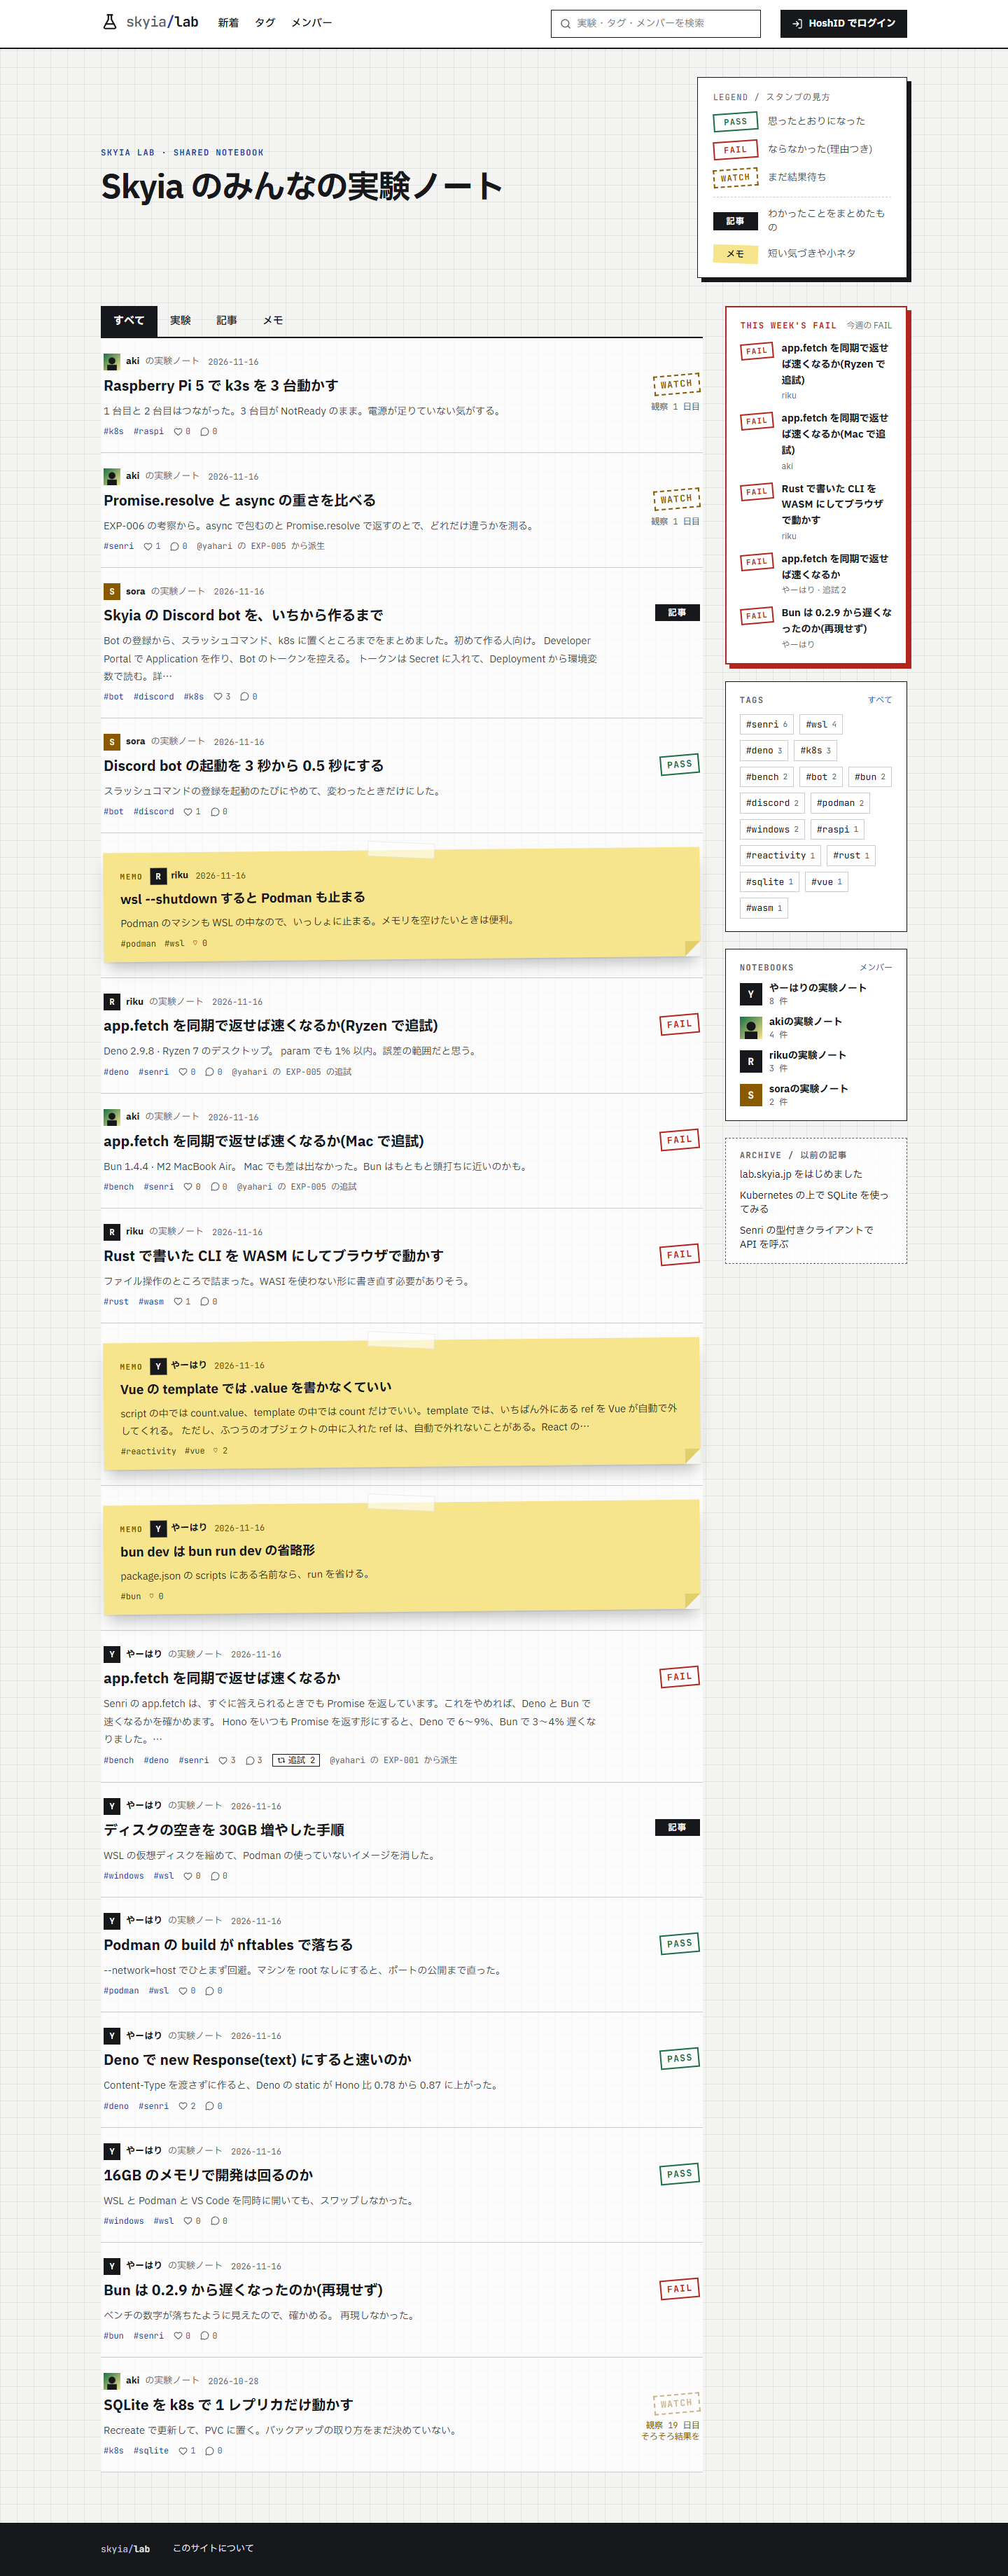 skyia/lab 新着 タグ メンバー 実験・タグ・メンバーを検索 HoshID でログイン
SKYIA LAB · SHARED NOTEBOOK
Skyia のみんなの実験ノート
LEGEND / スタンプの見方
PASS 思ったとおりになった
FAIL ならなかった(理由つき)
WATCH まだ結果待ち
記事 わかったことをまとめたも
の
メモ 短い気づきや小ネタ
すべて 実験 記事 メモ
aki の実験ノート 2026-11-16
Raspberry Pi 5 で k3s を 3 台動かす
WATCH
1 台目と 2 台目はつながった。3 台目が NotReady のまま。電源が足りていない気がする。
観察 1 日目
#k8s #raspi 0 0
aki の実験ノート 2026-11-16
Promise.resolve と async の重さを比べる
WATCH
EXP-006 の考察から。async で包むのと Promise.resolve で返すのとで、どれだけ違うかを測る。
観察 1 日目
#senri 1 0 @yahari の EXP-005 から派生
S sora の実験ノート 2026-11-16
Skyia の Discord bot を、いちから作るまで
記事
Bot の登録から、スラッシュコマンド、k8s に置くところまでをまとめました。初めて作る人向け。 Developer
Portal で Application を作り、Bot のトークンを控える。 トークンは Secret に入れて、Deployment から環境変
数で読む。詳…
#bot #discord #k8s 3 0
S sora の実験ノート 2026-11-16
Discord bot の起動を 3 秒から 0.5 秒にする
PASS
スラッシュコマンドの登録を起動のたびにやめて、変わったときだけにした。
#bot #discord 1 0
MEMO R riku 2026-11-16
wsl --shutdown すると Podman も止まる
Podman のマシンも WSL の中なので、いっしょに止まる。メモリを空けたいときは便利。
#podman #wsl ♡ 0
R riku の実験ノート 2026-11-16
app.fetch を同期で返せば速くなるか(Ryzen で追試)
FAIL
Deno 2.9.8 · Ryzen 7 のデスクトップ。 param でも 1% 以内。誤差の範囲だと思う。
#deno #senri 0 0 @yahari の EXP-005 の追試
aki の実験ノート 2026-11-16
app.fetch を同期で返せば速くなるか(Mac で追試)
FAIL
Bun 1.4.4 · M2 MacBook Air。 Mac でも差は出なかった。Bun はもともと頭打ちに近いのかも。
#bench #senri 0 0 @yahari の EXP-005 の追試
R riku の実験ノート 2026-11-16
Rust で書いた CLI を WASM にしてブラウザで動かす
FAIL
ファイル操作のところで詰まった。WASI を使わない形に書き直す必要がありそう。
#rust #wasm 1 0
MEMO Y やーはり 2026-11-16
Vue の template では .value を書かなくていい
script の中では count.value、template の中では count だけでいい。template では、いちばん外にある ref を Vue が自動で外
してくれる。 ただし、ふつうのオブジェクトの中に入れた ref は、自動で外れないことがある。React の…
#reactivity #vue ♡ 2
MEMO Y やーはり 2026-11-16
bun dev は bun run dev の省略形
package.json の scripts にある名前なら、run を省ける。
#bun ♡ 0
Y やーはり の実験ノート 2026-11-16
app.fetch を同期で返せば速くなるか
FAIL
Senri の app.fetch は、すぐに答えられるときでも Promise を返しています。これをやめれば、Deno と Bun で
速くなるかを確かめます。 Hono をいつも Promise を返す形にすると、Deno で 6〜9%、Bun で 3〜4% 遅くな
りました。…
#bench #deno #senri 3 3 追試 2 @yahari の EXP-001 から派生
Y やーはり の実験ノート 2026-11-16
ディスクの空きを 30GB 増やした手順
記事
WSL の仮想ディスクを縮めて、Podman の使っていないイメージを消した。
#windows #wsl 0 0
Y やーはり の実験ノート 2026-11-16
Podman の build が nftables で落ちる
PASS
--network=host でひとまず回避。マシンを root なしにすると、ポートの公開まで直った。
#podman #wsl 0 0
Y やーはり の実験ノート 2026-11-16
Deno で new Response(text) にすると速いのか
PASS
Content-Type を渡さずに作ると、Deno の static が Hono 比 0.78 から 0.87 に上がった。
#deno #senri 2 0
Y やーはり の実験ノート 2026-11-16
16GB のメモリで開発は回るのか
PASS
WSL と Podman と VS Code を同時に開いても、スワップしなかった。
#windows #wsl 0 0
Y やーはり の実験ノート 2026-11-16
Bun は 0.2.9 から遅くなったのか(再現せず)
FAIL
ベンチの数字が落ちたように見えたので、確かめる。 再現しなかった。
#bun #senri 0 0
aki の実験ノート 2026-10-28
SQLite を k8s で 1 レプリカだけ動かす
WATCH
Recreate で更新して、PVC に置く。バックアップの取り方をまだ決めていない。
観察 19 日目
そろそろ結果を
#k8s #sqlite 1 0
THIS WEEK'S FAIL 今週の FAIL
FAIL app.fetch を同期で返せ
ば速くなるか(Ryzen で
追試)
riku
FAIL app.fetch を同期で返せ
ば速くなるか(Mac で追
試)
aki
FAIL Rust で書いた CLI を
WASM にしてブラウザ
で動かす
riku
FAIL app.fetch を同期で返せ
ば速くなるか
やーはり · 追試 2
FAIL Bun は 0.2.9 から遅くな
ったのか(再現せず)
やーはり
TAGS すべて
#senri 6 #wsl 4
#deno 3 #k8s 3
#bench 2 #bot 2 #bun 2
#discord 2 #podman 2
#windows 2 #raspi 1
#reactivity 1 #rust 1
#sqlite 1 #vue 1
#wasm 1
NOTEBOOKS メンバー
Y やーはりの実験ノート
8 件
akiの実験ノート
4 件
R rikuの実験ノート
3 件
S soraの実験ノート
2 件
ARCHIVE / 以前の記事
lab.skyia.jp をはじめました
Kubernetes の上で SQLite を使っ
てみる
Senri の型付きクライアントで
API を呼ぶ
skyia/lab このサイトについて